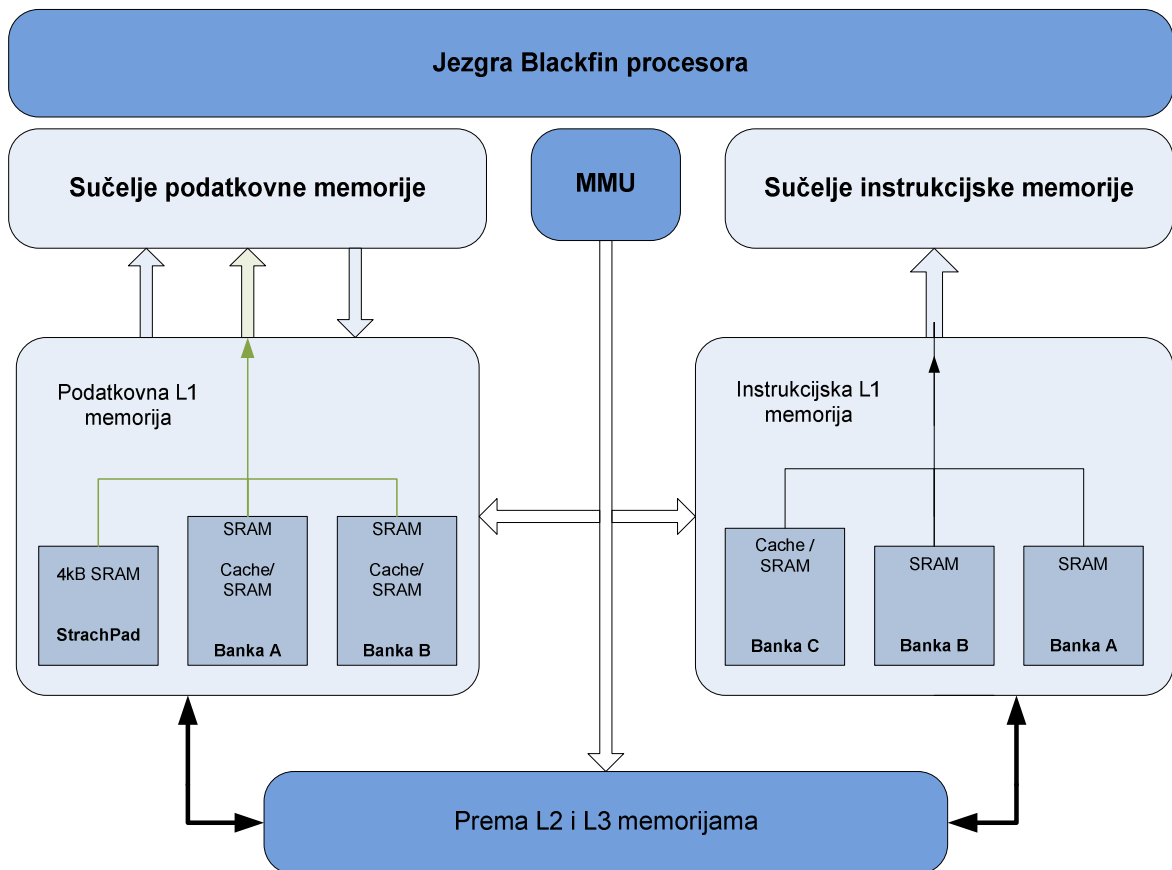 Jezgra Blackfin procesora
Sučelje podatkovne memorije
MMU
Sučelje instrukcijske memorije
Podatkovna L1
memorija
4kB SRAM
StrachPad
SRAM
Cache/
SRAM
Banka A
SRAM
Cache/
SRAM
Banka B
Instrukcijska L1
memorija
Cache /
SRAM
Banka C
SRAM
Banka B
SRAM
Banka A
Prema L2 i L3 memorijama